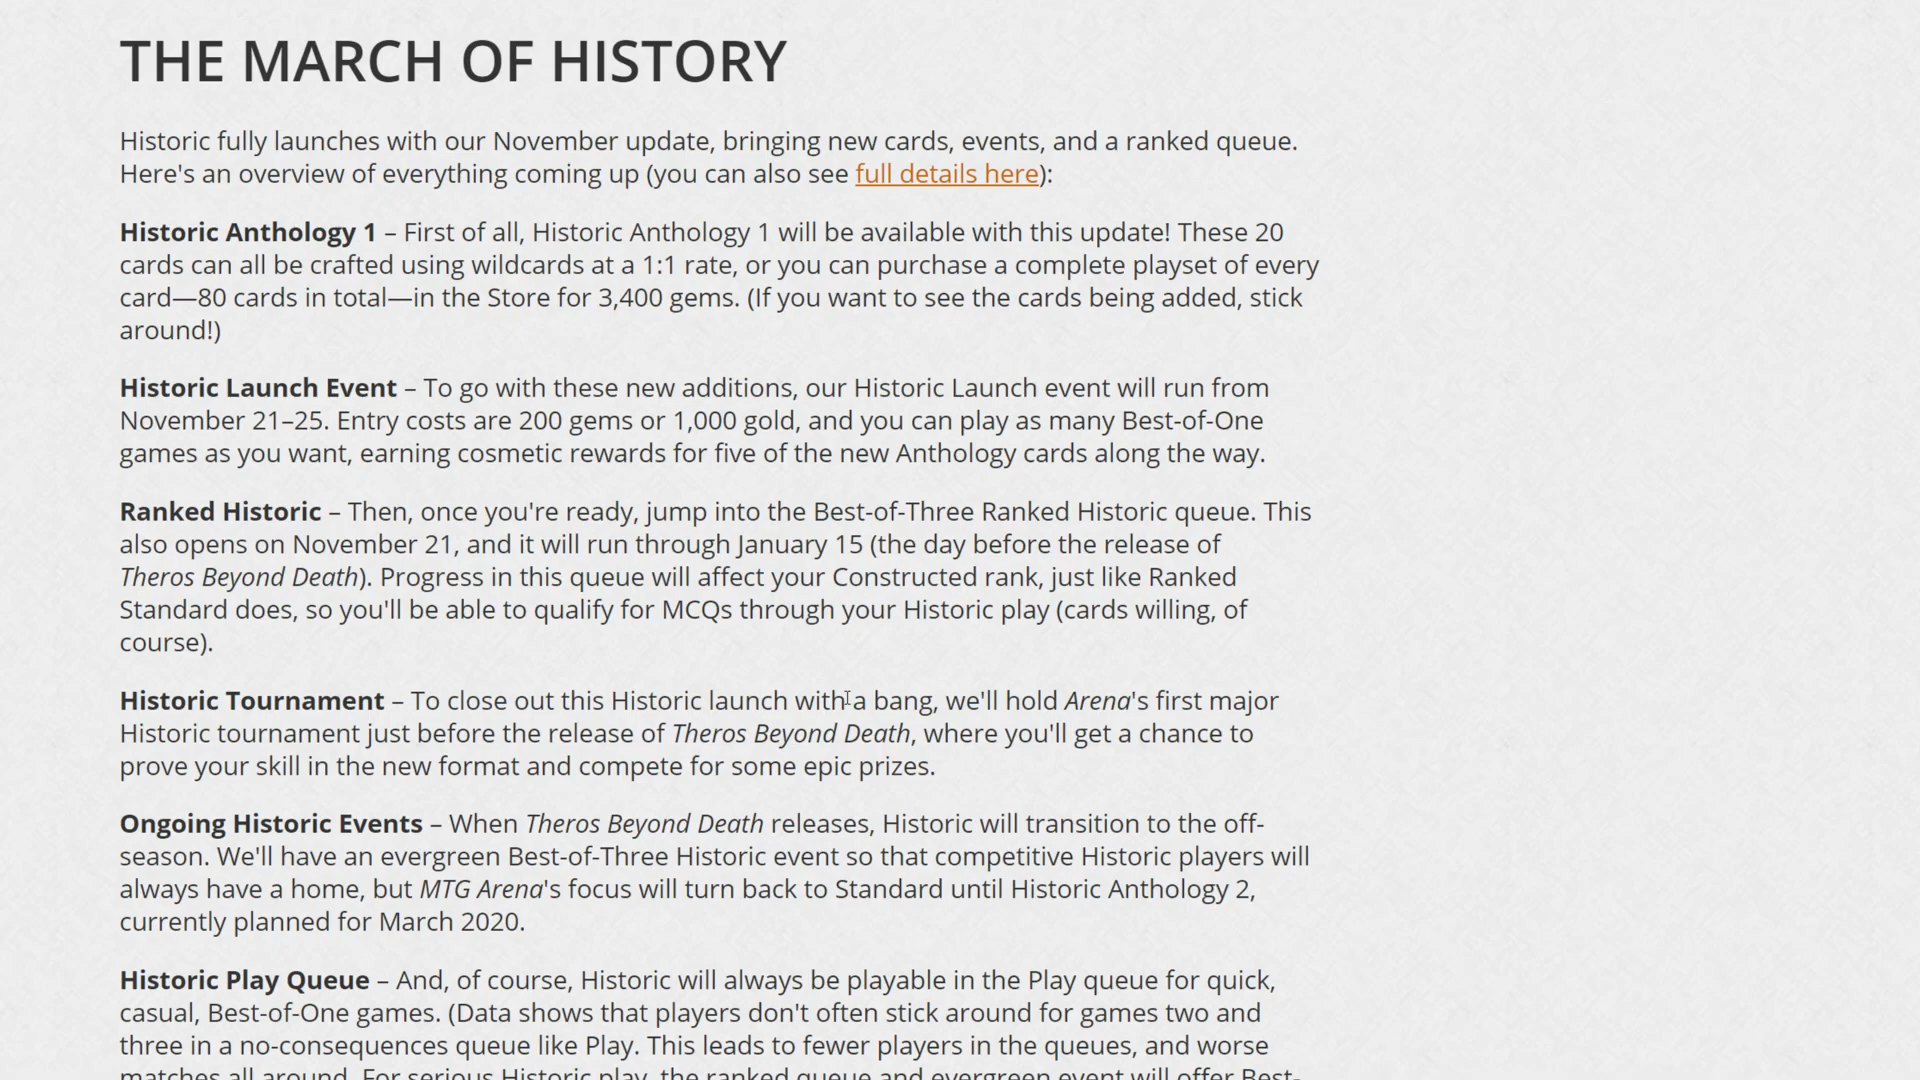 THE MARCH OF HISTORY
Historic fully launches with our November update, bringing new cards, events, and a ranked queue.
Here's an overview of everything coming up (you can also see full details here):
Historic Anthology 1 – First of all, Historic Anthology 1 will be available with this update! These 20
cards can all be crafted using wildcards at a 1:1 rate, or you can purchase a complete playset of every
card—80 cards in total—in the Store for 3,400 gems. (If you want to see the cards being added, stick
around!)
Historic Launch Event – To go with these new additions, our Historic Launch event will run from
November 21–25. Entry costs are 200 gems or 1,000 gold, and you can play as many Best-of-One
games as you want, earning cosmetic rewards for five of the new Anthology cards along the way.
Ranked Historic – Then, once you're ready, jump into the Best-of-Three Ranked Historic queue. This
also opens on November 21, and it will run through January 15 (the day before the release of
Theros Beyond Death). Progress in this queue will affect your Constructed rank, just like Ranked
Standard does, so you'll be able to qualify for MCQs through your Historic play (cards willing, of
course).
Historic Tournament – To close out this Historic launch with a bang, we'll hold Arena's first major
Historic tournament just before the release of Theros Beyond Death, where you'll get a chance to
prove your skill in the new format and compete for some epic prizes.
Ongoing Historic Events – When Theros Beyond Death releases, Historic will transition to the off-
season. We'll have an evergreen Best-of-Three Historic event so that competitive Historic players will
always have a home, but MTG Arena's focus will turn back to Standard until Historic Anthology 2,
currently planned for March 2020.
Historic Play Queue – And, of course, Historic will always be playable in the Play queue for quick,
casual, Best-of-One games. (Data shows that players don't often stick around for games two and
three in a no-consequences queue like Play. This leads to fewer players in the queues, and worse
matches all around. For serious Historic play, the ranked queue and evergreen event will offer Best-